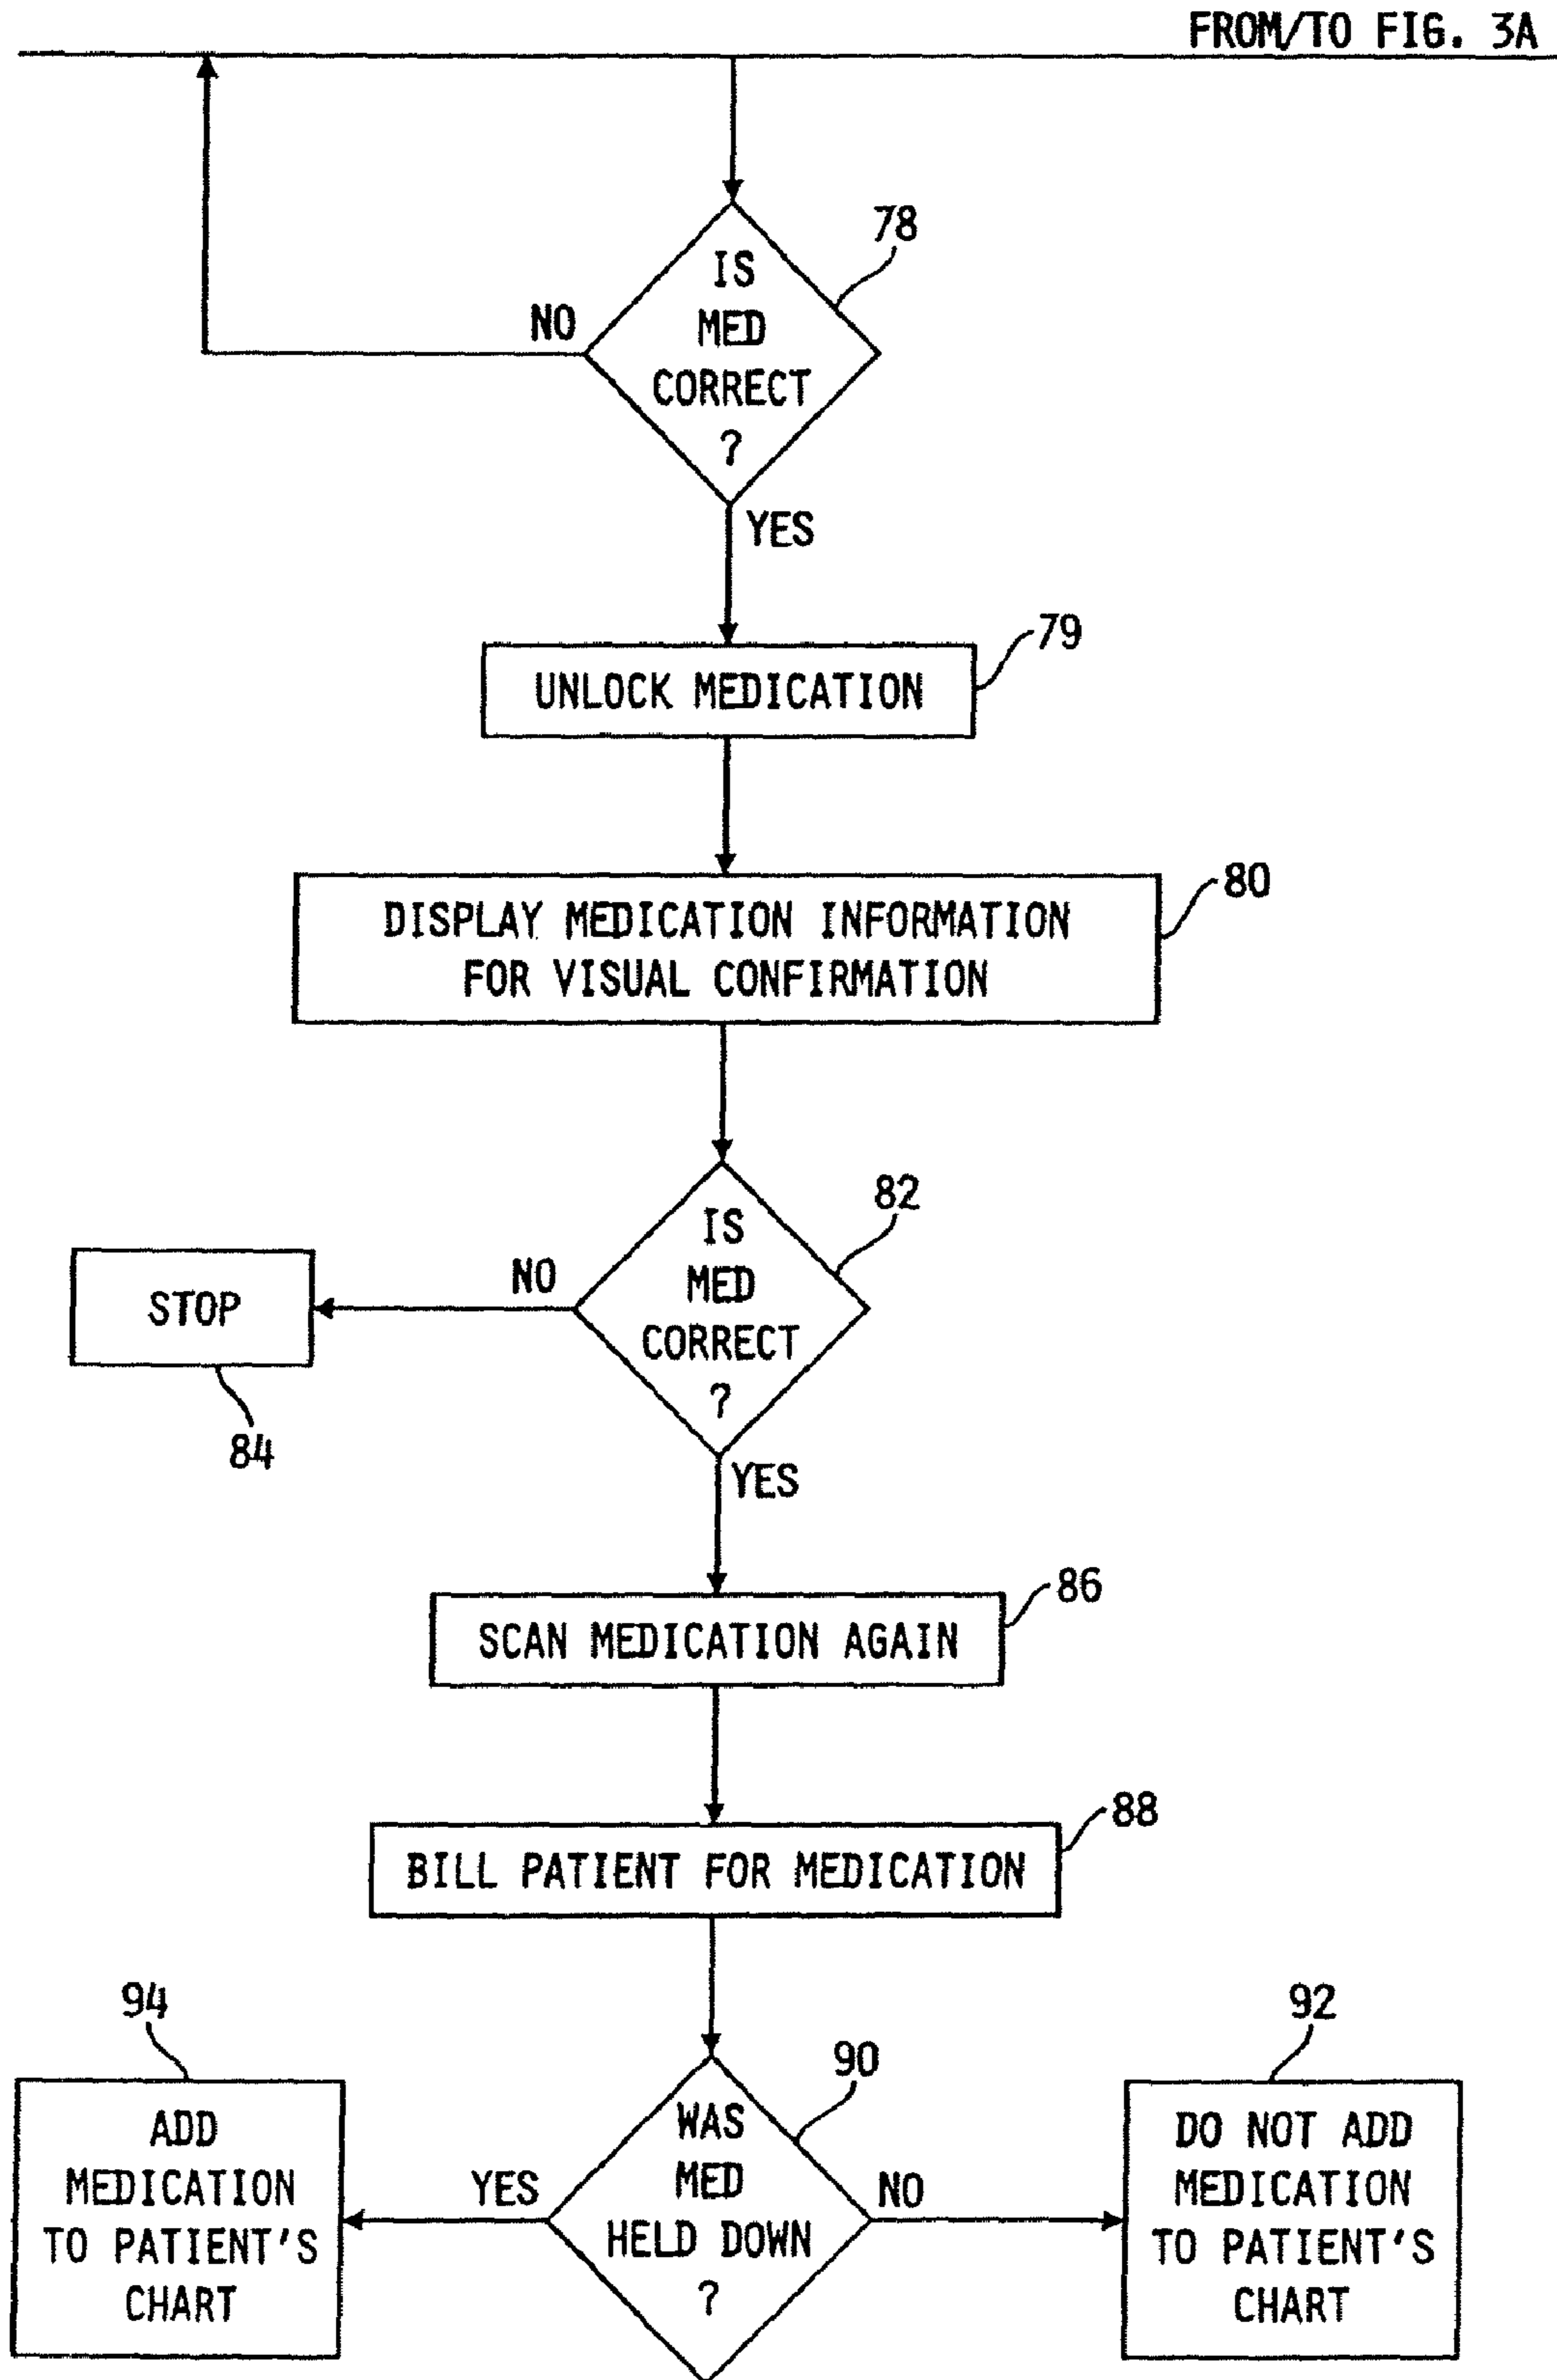 FROM/TO FIG. 3A
78
IS
MED
CORRECT
?
NO
YES
79
UNLOCK MEDICATION
80
DISPLAY MEDICATION INFORMATION
FOR VISUAL CONFIRMATION
82
IS
MED
CORRECT
?
NO
STOP
84
YES
86
SCAN MEDICATION AGAIN
88
BILL PATIENT FOR MEDICATION
90
WAS
MED
HELD DOWN
?
YES
94
ADD
MEDICATION
TO PATIENT'S
CHART
NO
92
DO NOT ADD
MEDICATION
TO PATIENT'S
CHART